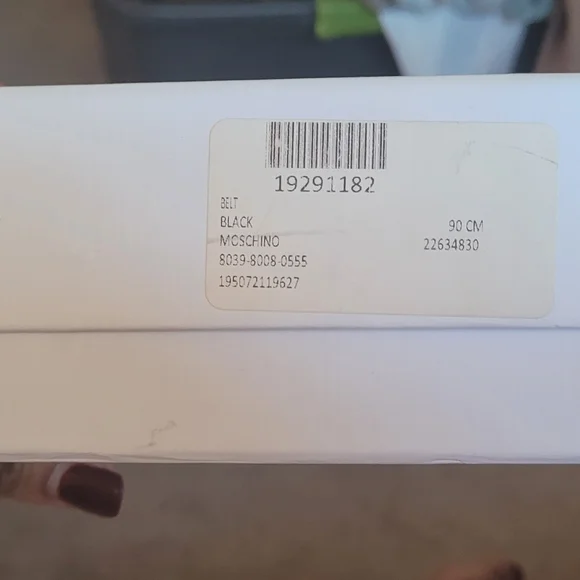 19291182
BELT
BLACK 90 CM
MOSCHINO 22634830
8039-8008-0555
195072119627